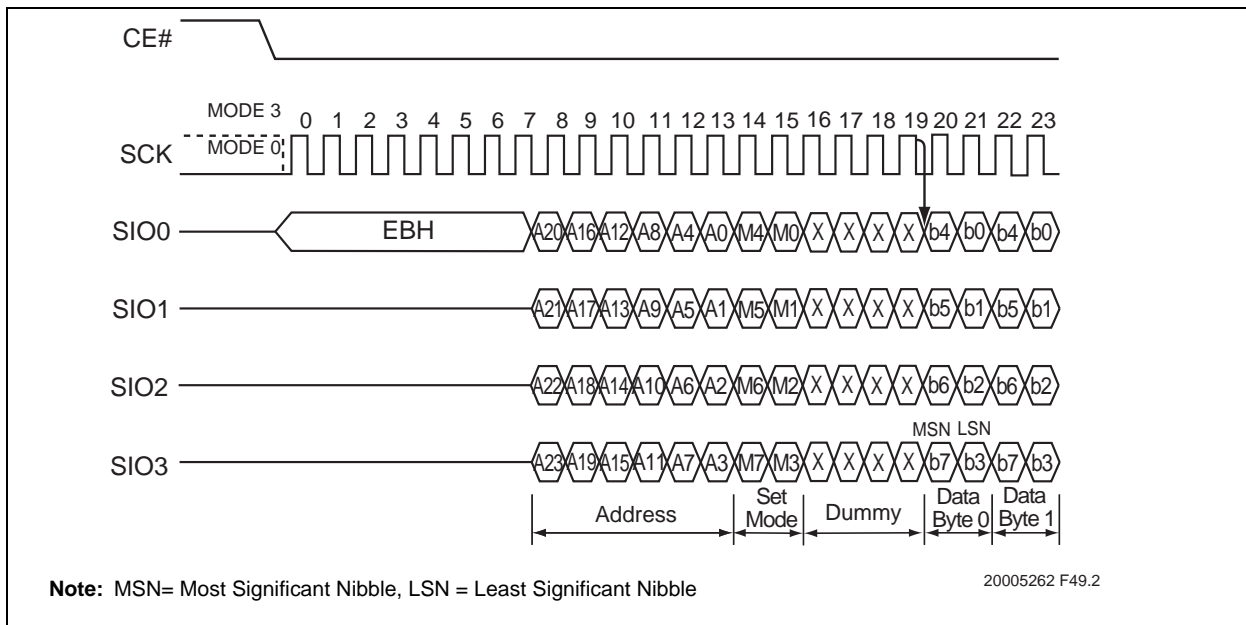 CE#
MODE 3
0 1 2 3 4 5 6 7 8 9 10 11 12 13 14 15 16 17 18 19 20 21 22 23
SCK
MODE 0
SIO0
EBH
A20 A16 A12 A8 A4 A0 M4 M0 X X X X b4 b0 b4 b0
SIO1
A21 A17 A13 A9 A5 A1 M5 M1 X X X X b5 b1 b5 b1
SIO2
A22 A18 A14 A10 A6 A2 M6 M2 X X X X b6 b2 b6 b2
MSN LSN
SIO3
A23 A19 A15 A11 A7 A3 M7 M3 X X X X b7 b3 b7 b3
Address
Set
Mode
Dummy
Data
Byte 0
Data
Byte 1
Note: MSN= Most Significant Nibble, LSN = Least Significant Nibble
20005262 F49.2